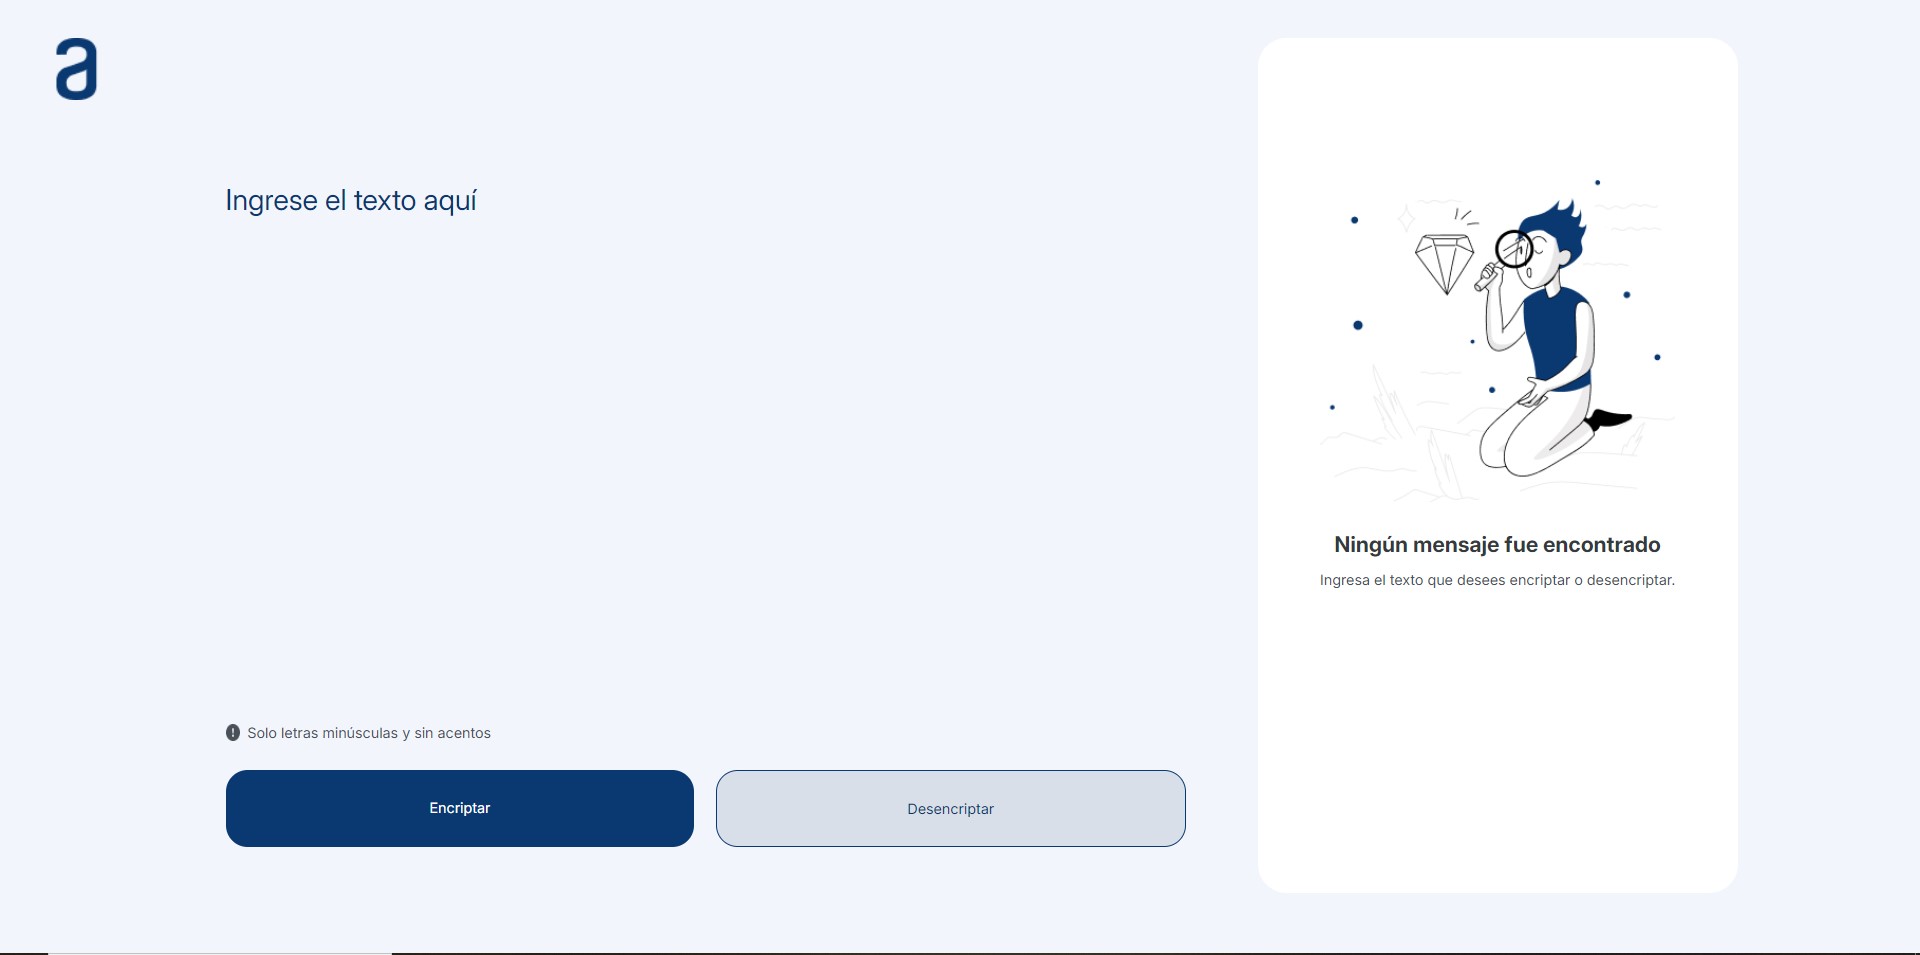 a
Ingrese el texto aquí
Solo letras minúsculas y sin acentos
Encriptar
Desencriptar
Ningún mensaje fue encontrado
Ingresa el texto que desees encriptar o desencriptar.